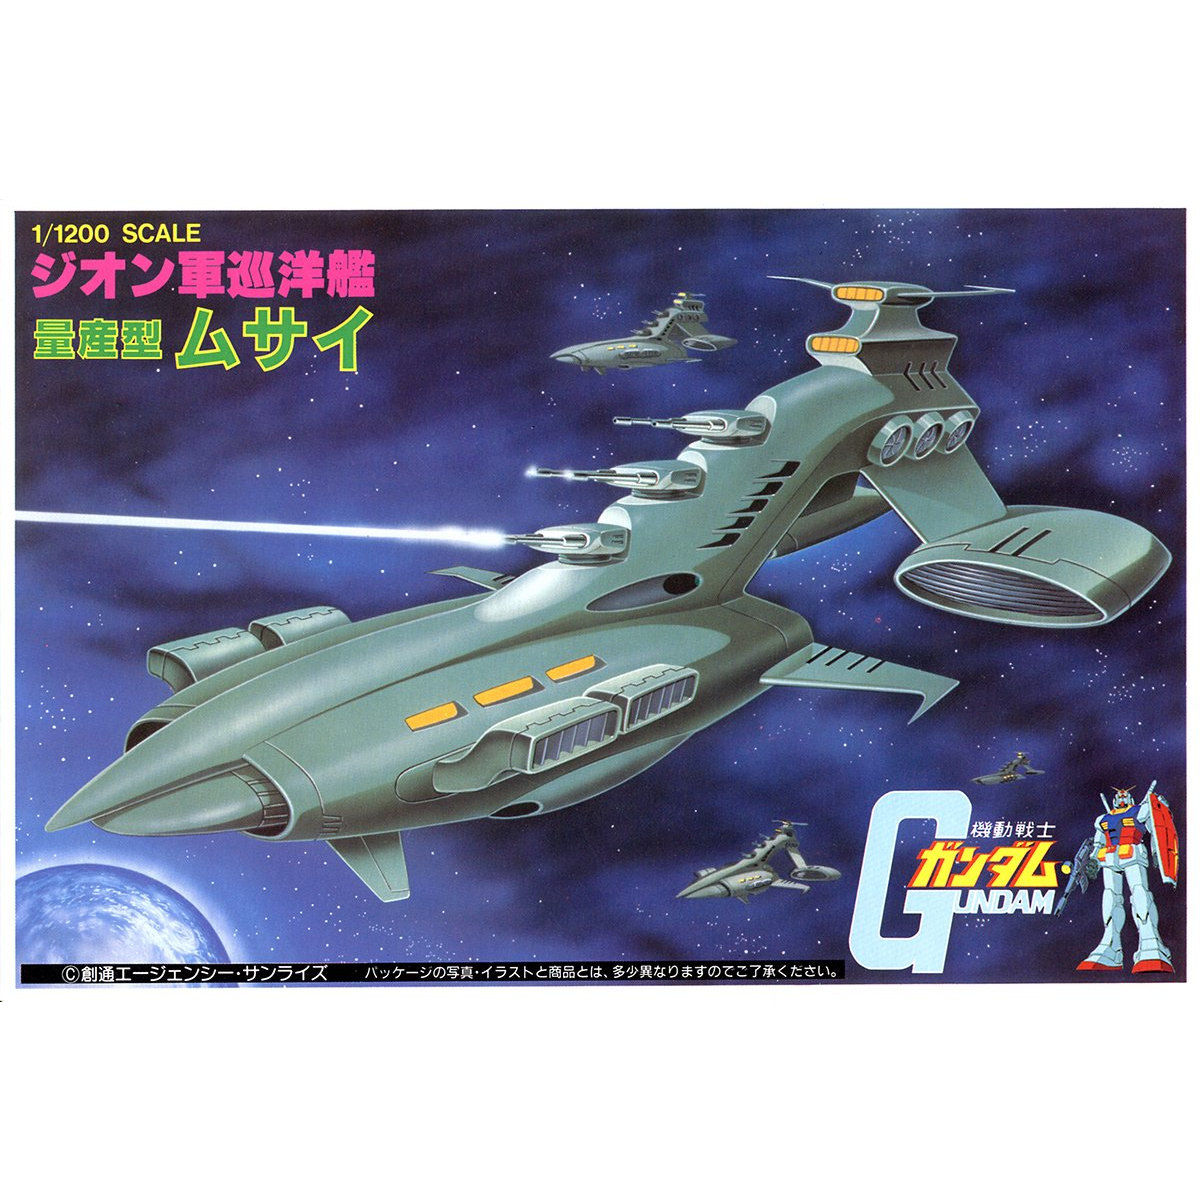 1/1200 SCALE
ジオン軍巡洋艦
量産型 ムサイ
機動戦士
ガンダム
GUNDAM
©創通エージェンシー・サンライズ パッケージの写真・イラストと商品とは、多少異なりますのでご了承ください。